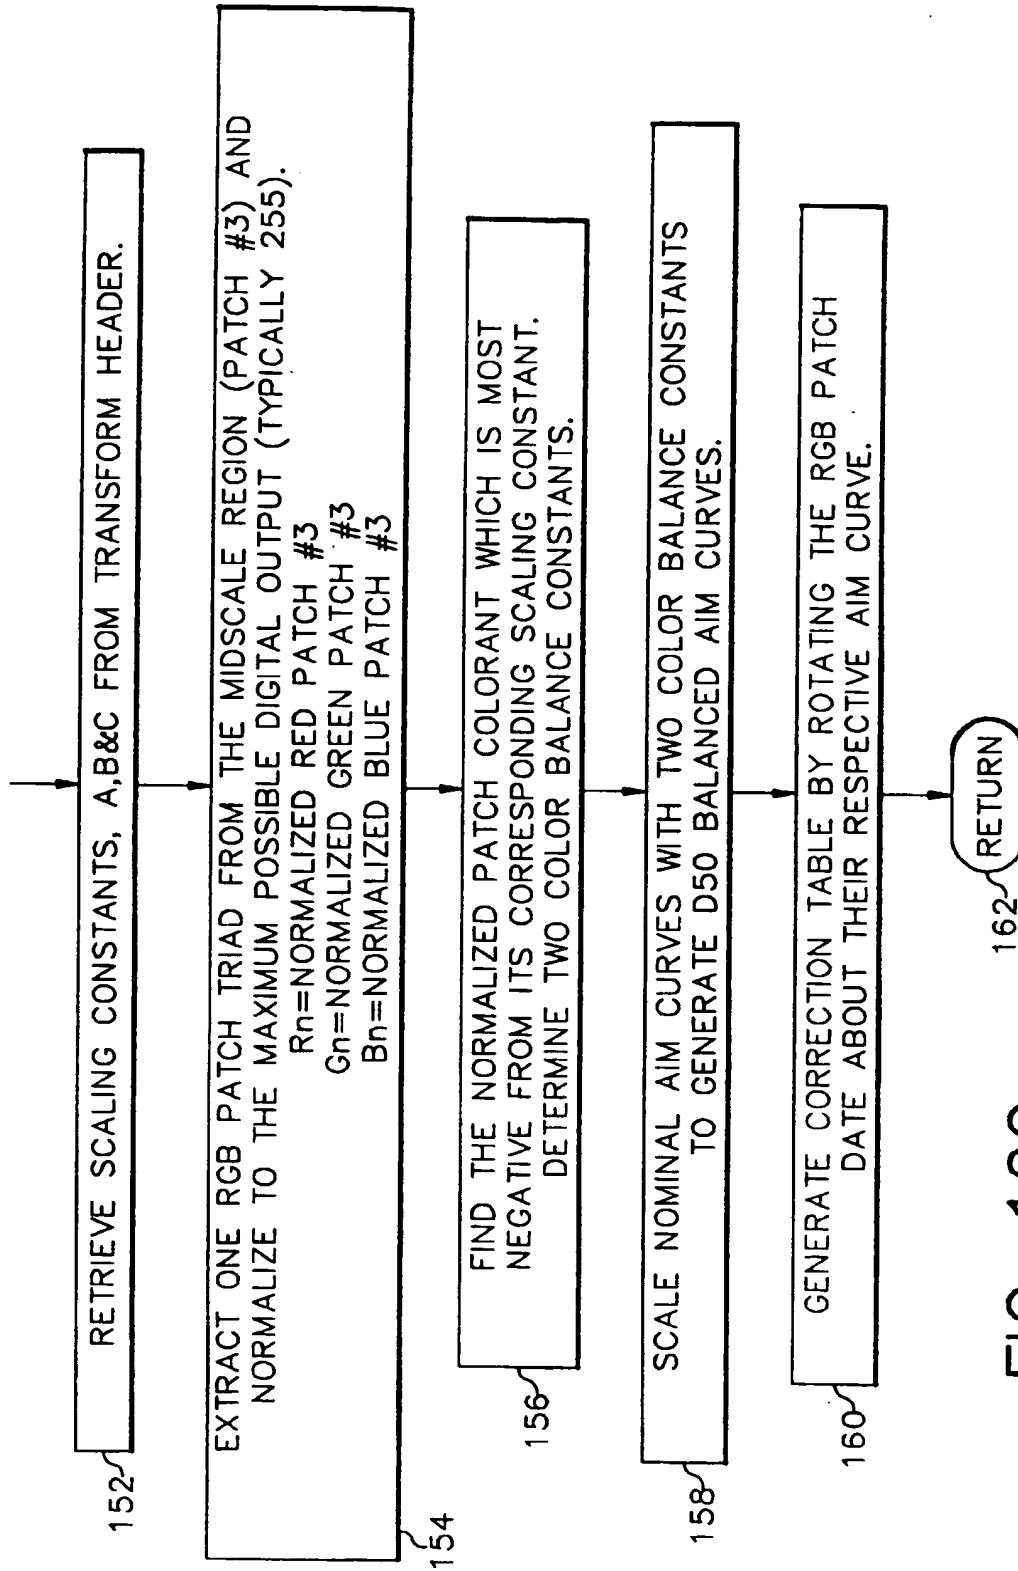 RETRIEVE SCALING CONSTANTS, A,B&C FROM TRANSFORM HEADER.
152
EXTRACT ONE RGB PATCH TRIAD FROM THE MIDSCALE REGION (PATCH #3) AND
NORMALIZE TO THE MAXIMUM POSSIBLE DIGITAL OUTPUT (TYPICALLY 255).
Rn=NORMALIZED RED PATCH #3
Gn=NORMALIZED GREEN PATCH #3
Bn=NORMALIZED BLUE PATCH #3
154
FIND THE NORMALIZED PATCH COLORANT WHICH IS MOST
NEGATIVE FROM ITS CORRESPONDING SCALING CONSTANT.
DETERMINE TWO COLOR BALANCE CONSTANTS.
156
SCALE NOMINAL AIM CURVES WITH TWO COLOR BALANCE CONSTANTS
TO GENERATE D50 BALANCED AIM CURVES.
158
GENERATE CORRECTION TABLE BY ROTATING THE RGB PATCH
DATE ABOUT THEIR RESPECTIVE AIM CURVE.
160
RETURN
162